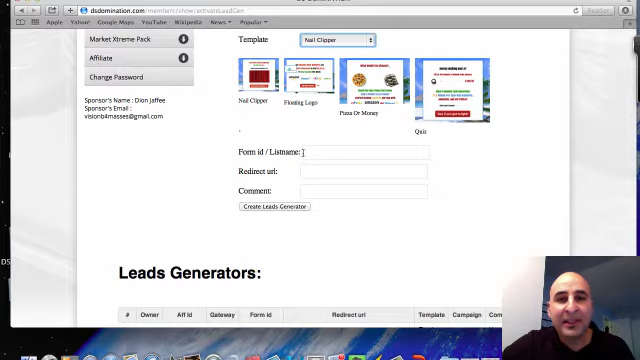 dsdomination.com/members/show/activateLeadGen
Reader
Apple Yahoo! Google Maps YouTube Wikipedia News Popular
Market Xtreme Pack
Affiliate
Change Password
Sponsor's Name : Dion Jaffee
Sponsor's Email :
visionb4masses@gmail.com
Template
Nail Clipper
Nail Clipper
Floating Logo
Pizza Or Money
Quiz
Form id / Listname:
Redirect url:
Comment:
Create Leads Generator
Leads Generators:
# Owner Aff Id Gateway Form id Redirect url Template Campaign